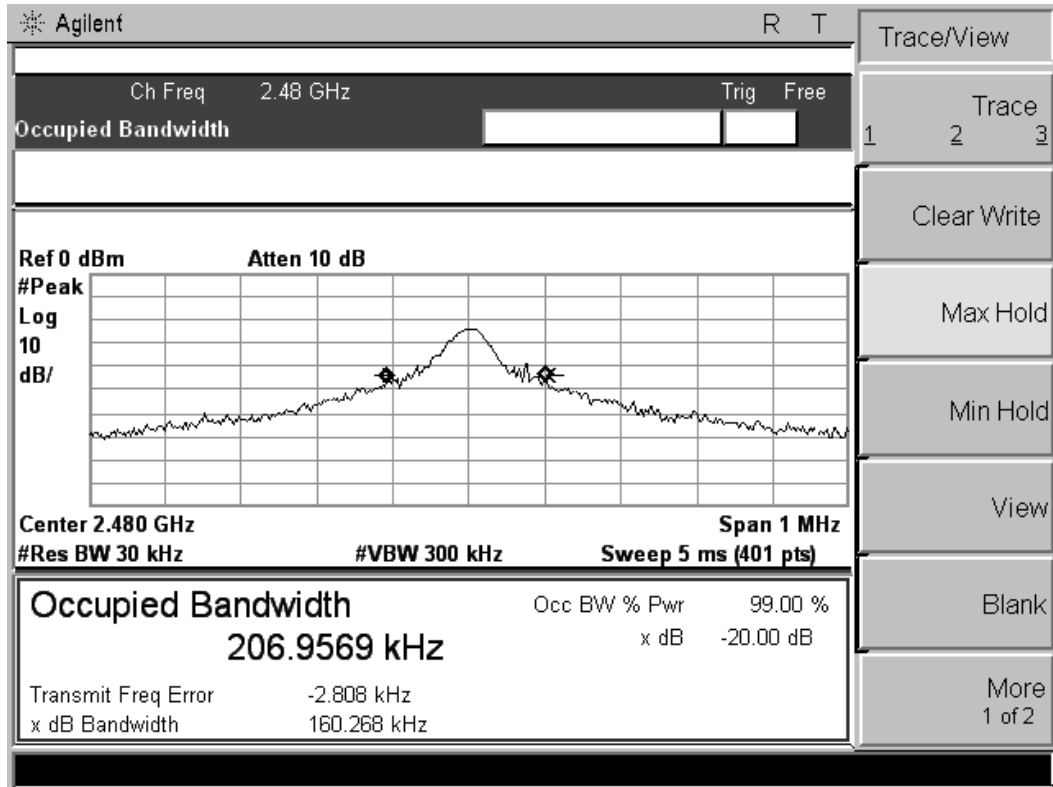 Agilent R T
Ch Freq 2.48 GHz Trig Free
Occupied Bandwidth
Ref 0 dBm Atten 10 dB
#Peak
Log
10
dB/
Center 2.480 GHz Span 1 MHz
#Res BW 30 kHz #VBW 300 kHz Sweep 5 ms (401 pts)
Occupied Bandwidth Occ BW % Pwr 99.00 %
206.9569 kHz x dB -20.00 dB
Transmit Freq Error -2.808 kHz
x dB Bandwidth 160.268 kHz
Trace/View
Trace
1 2 3
Clear Write
Max Hold
Min Hold
View
Blank
More
1 of 2